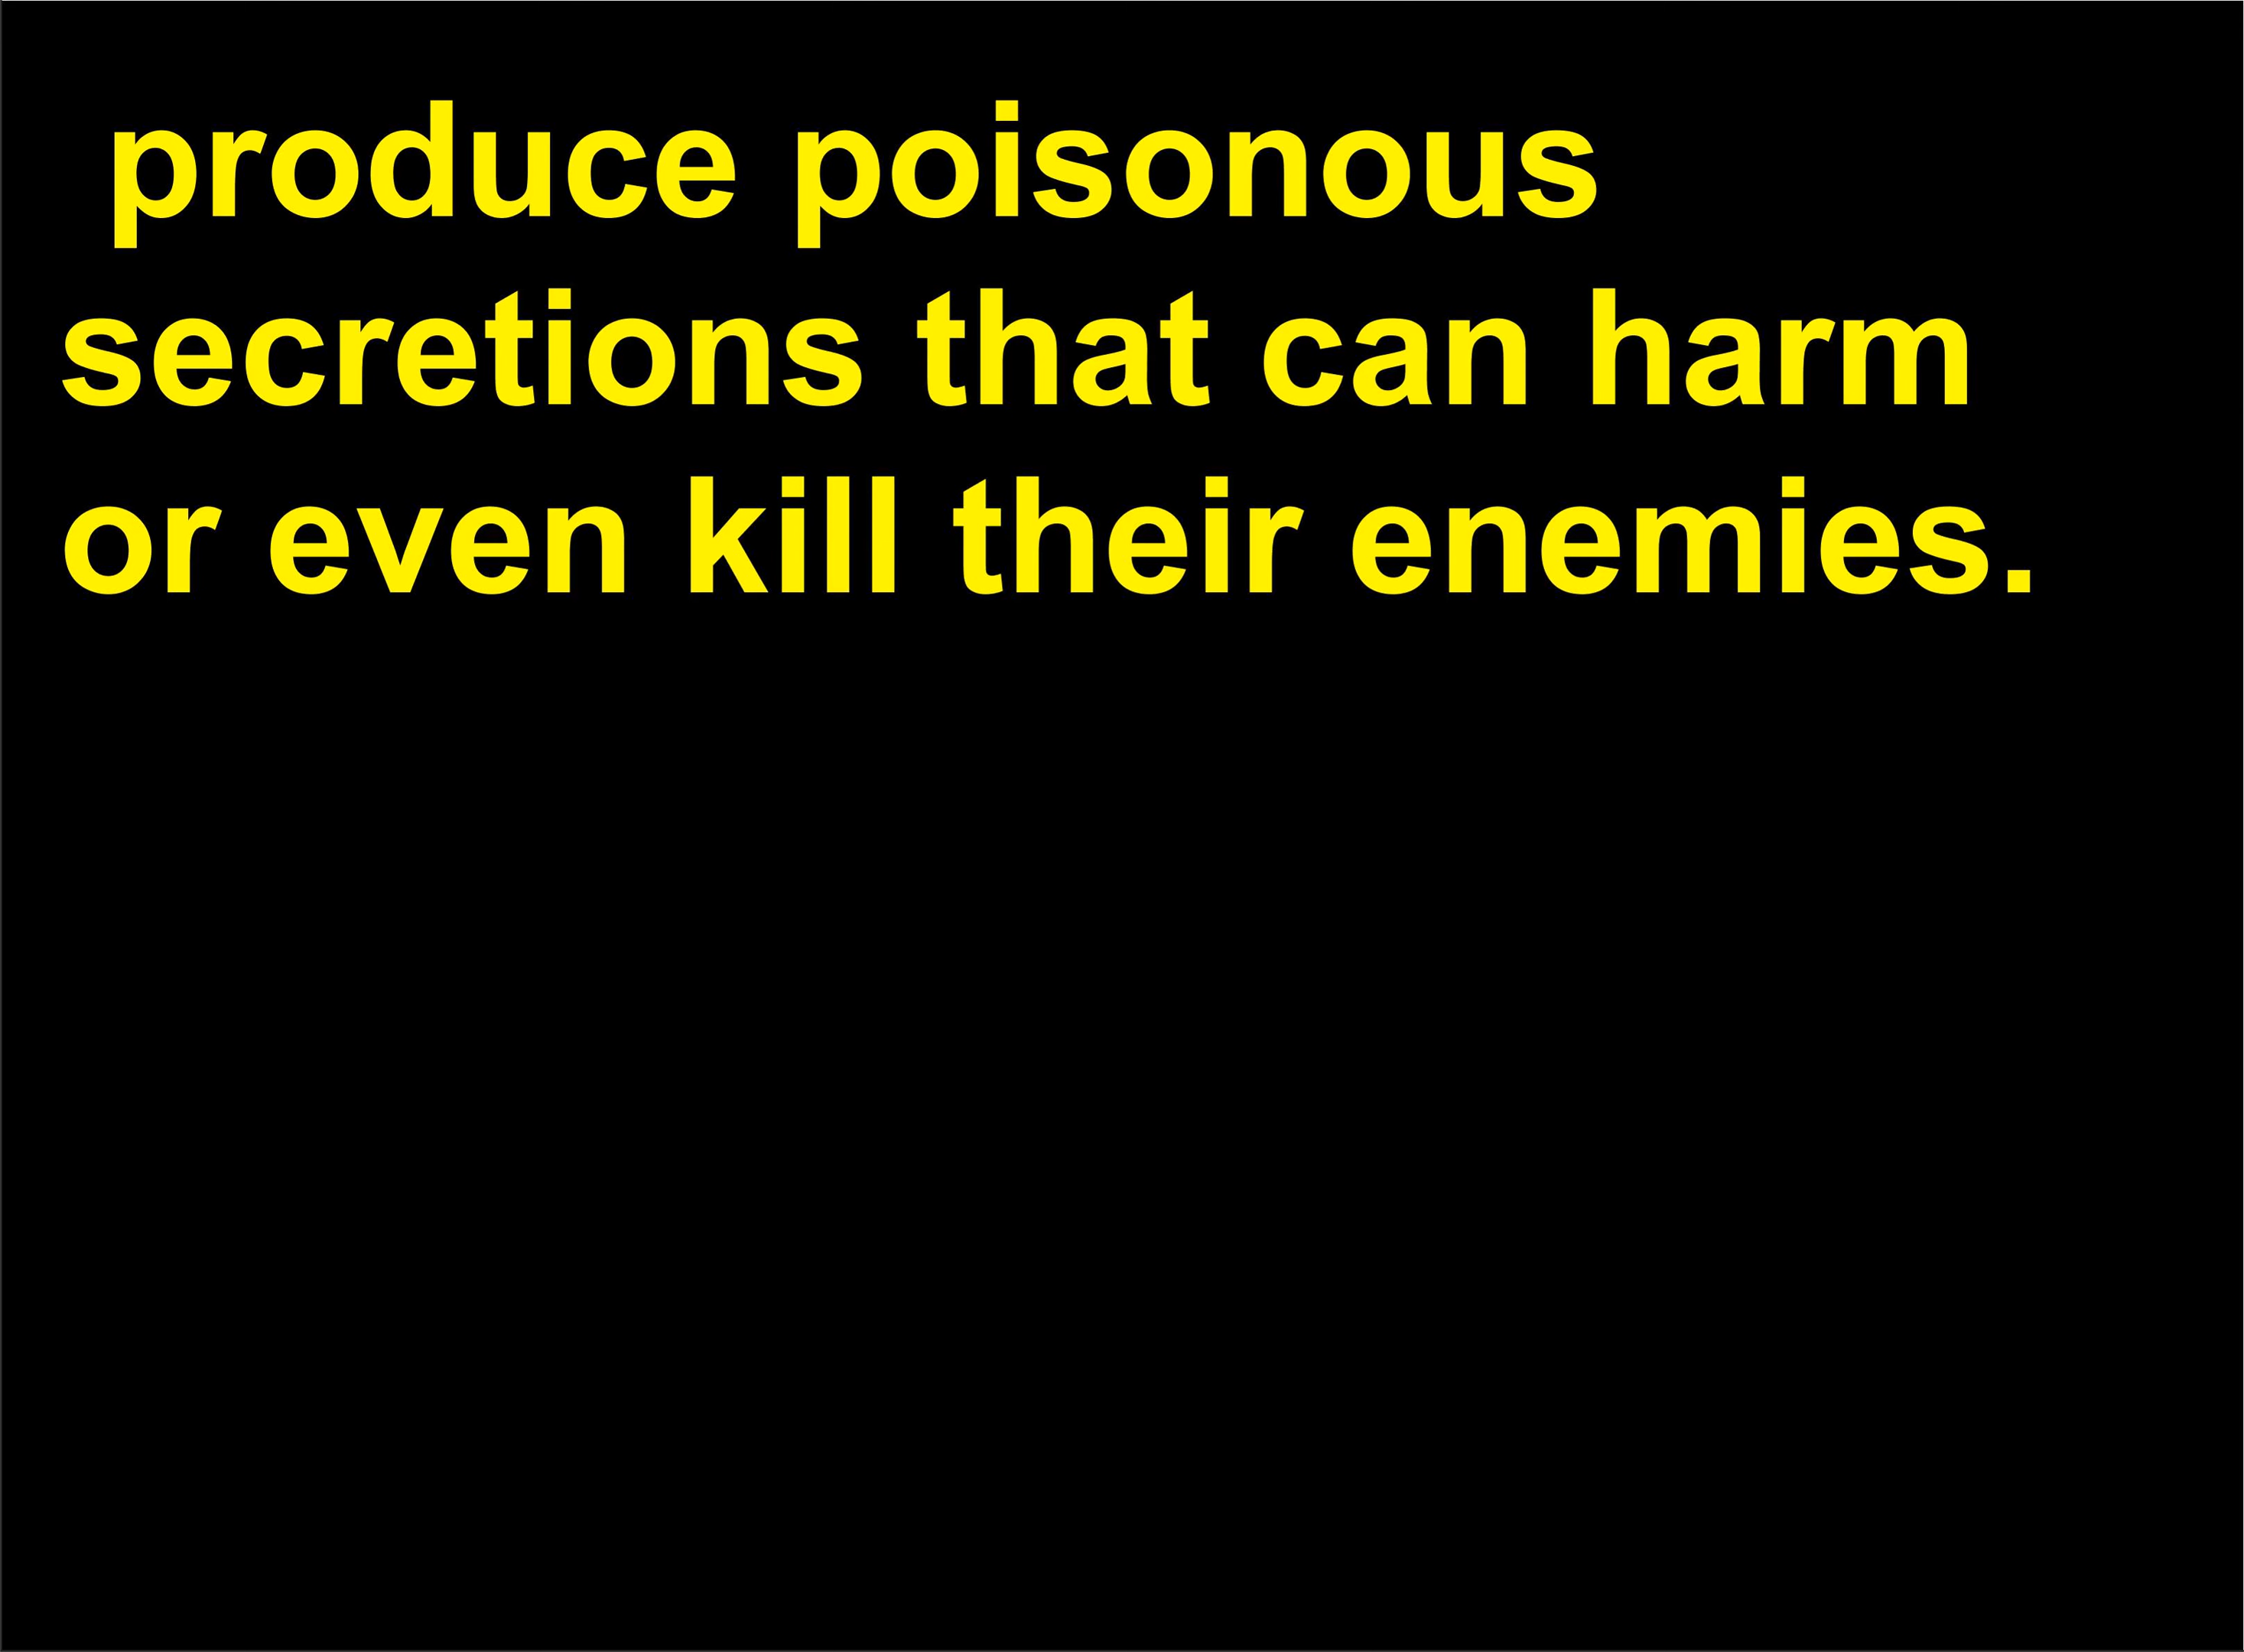 produce poisonous
secretions that can harm
or even kill their enemies.